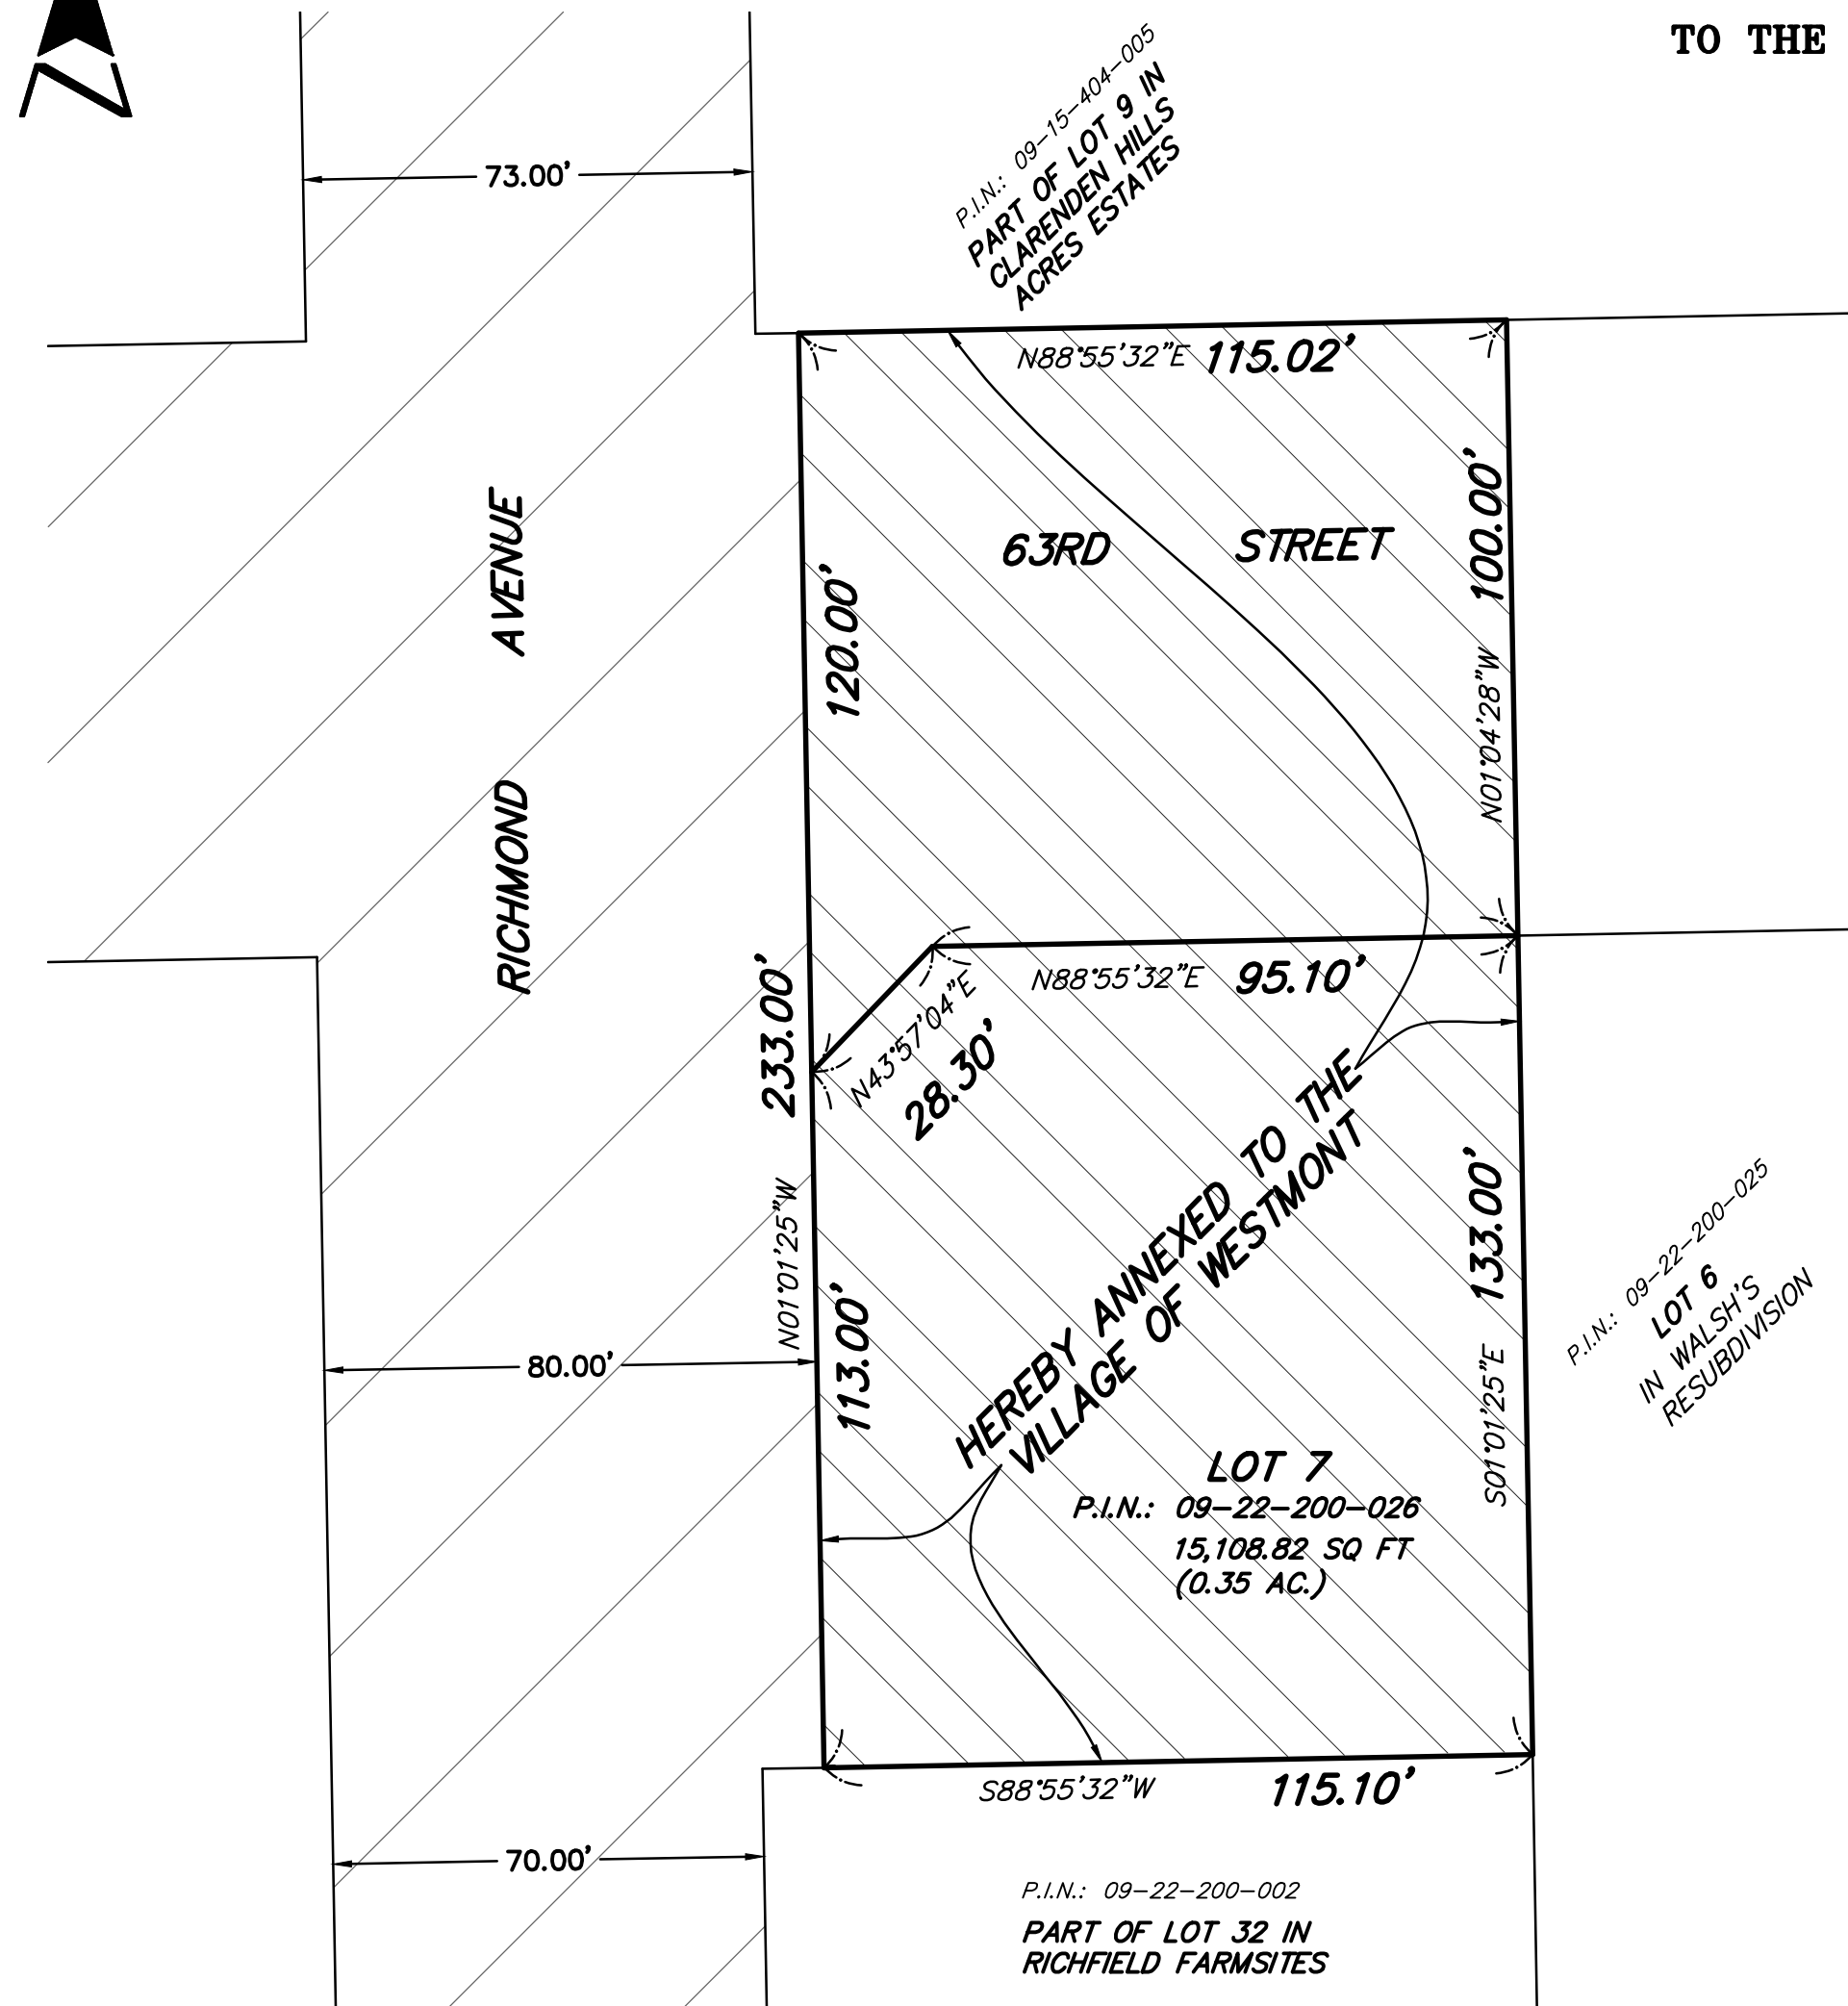 TO THE
73.00'
P.I.N.: 09-15-404-005
PART OF LOT 9 IN
CLARENDEN HILLS
ACRES ESTATES
N88°55'32"E 115.02'
63RD STREET
100.00'
N01°04'28"W
120.00'
RICHMOND AVENUE
233.00'
N01°01'25"W
N43°57'04"E
28.30'
N88°55'32"E 95.10'
HEREBY ANNEXED TO THE
VILLAGE OF WESTMONT
133.00'
S01°01'25"E
P.I.N.: 09-22-200-025
LOT 6
IN WALSH'S
RESUBDIVISION
80.00'
113.00'
LOT 7
P.I.N.: 09-22-200-026
15,108.82 SQ FT
(0.35 AC.)
S88°55'32"W 115.10'
70.00'
P.I.N.: 09-22-200-002
PART OF LOT 32 IN
RICHFIELD FARMSITES